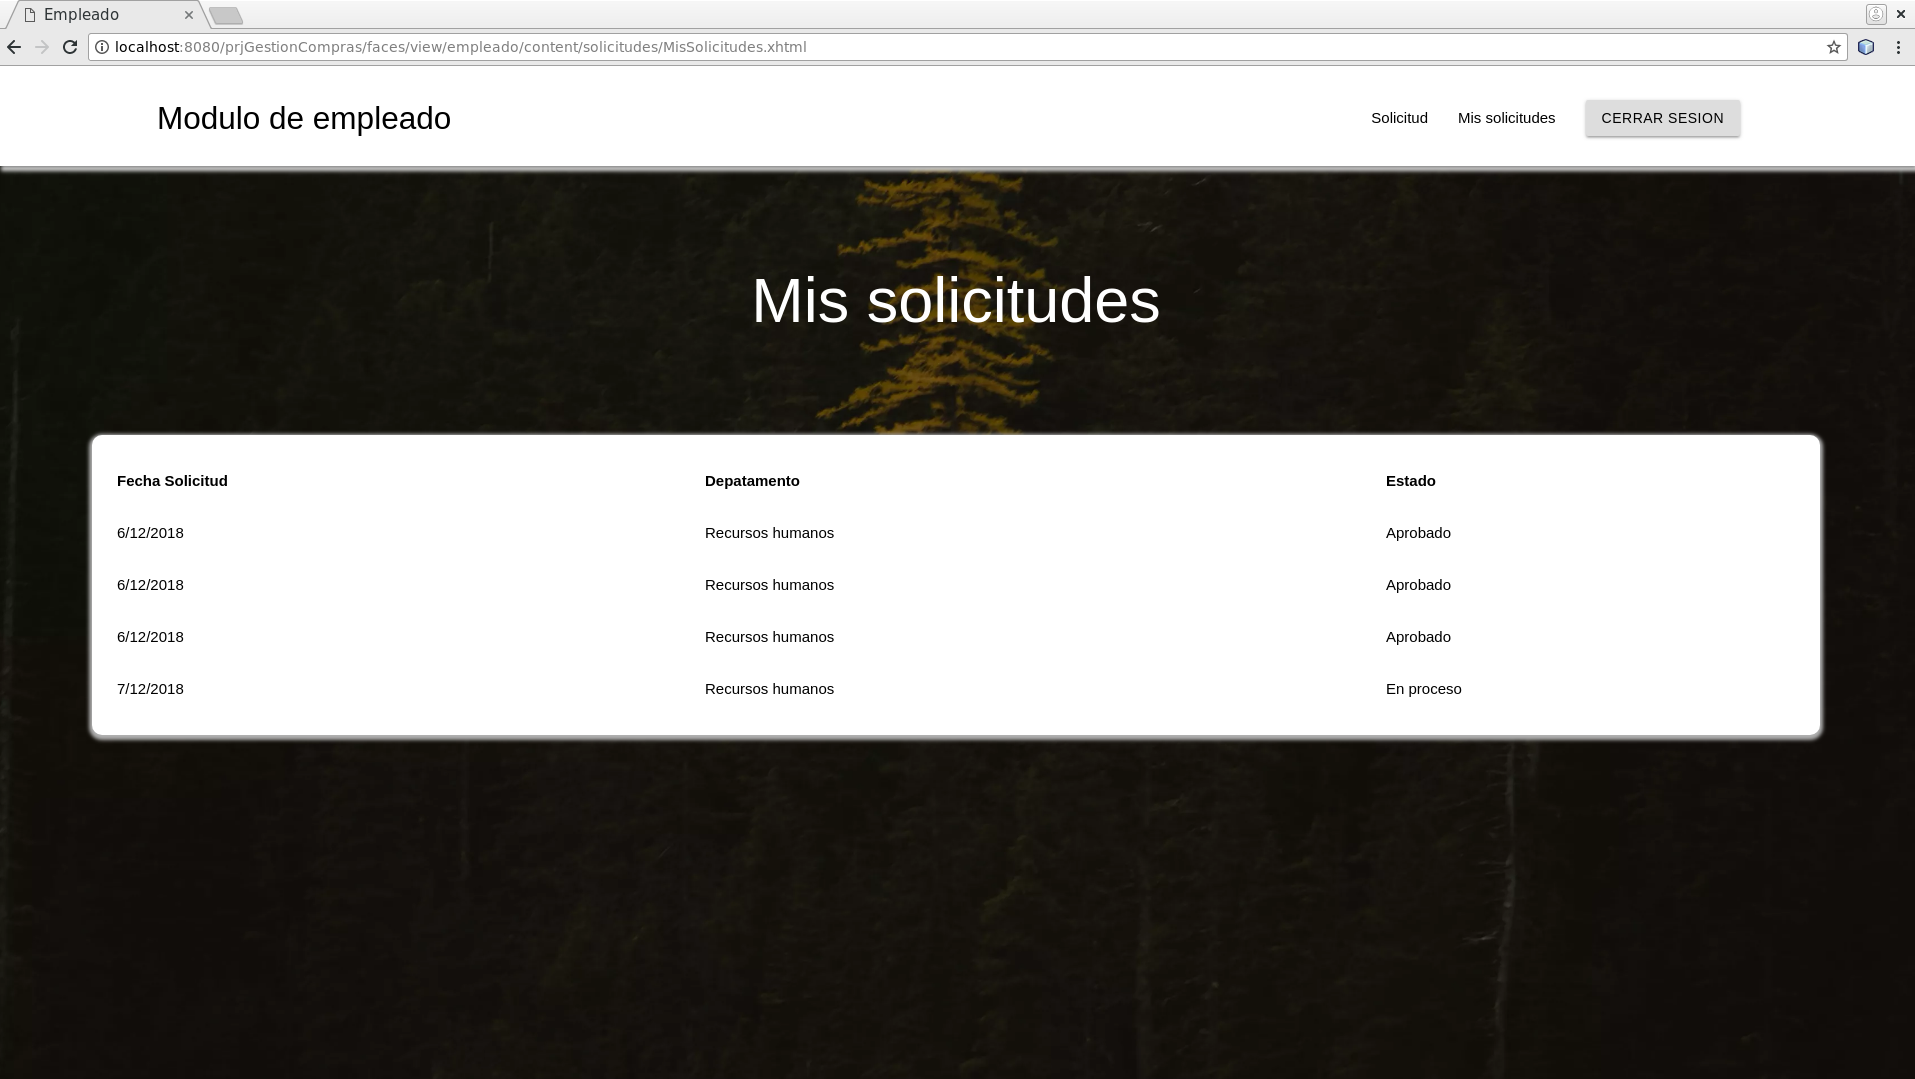 Empleado
localhost:8080/prjGestionCompras/faces/view/empleado/content/solicitudes/MisSolicitudes.xhtml
Modulo de empleado
Solicitud Mis solicitudes CERRAR SESION
Mis solicitudes
Fecha Solicitud Depatamento Estado
6/12/2018 Recursos humanos Aprobado
6/12/2018 Recursos humanos Aprobado
6/12/2018 Recursos humanos Aprobado
7/12/2018 Recursos humanos En proceso